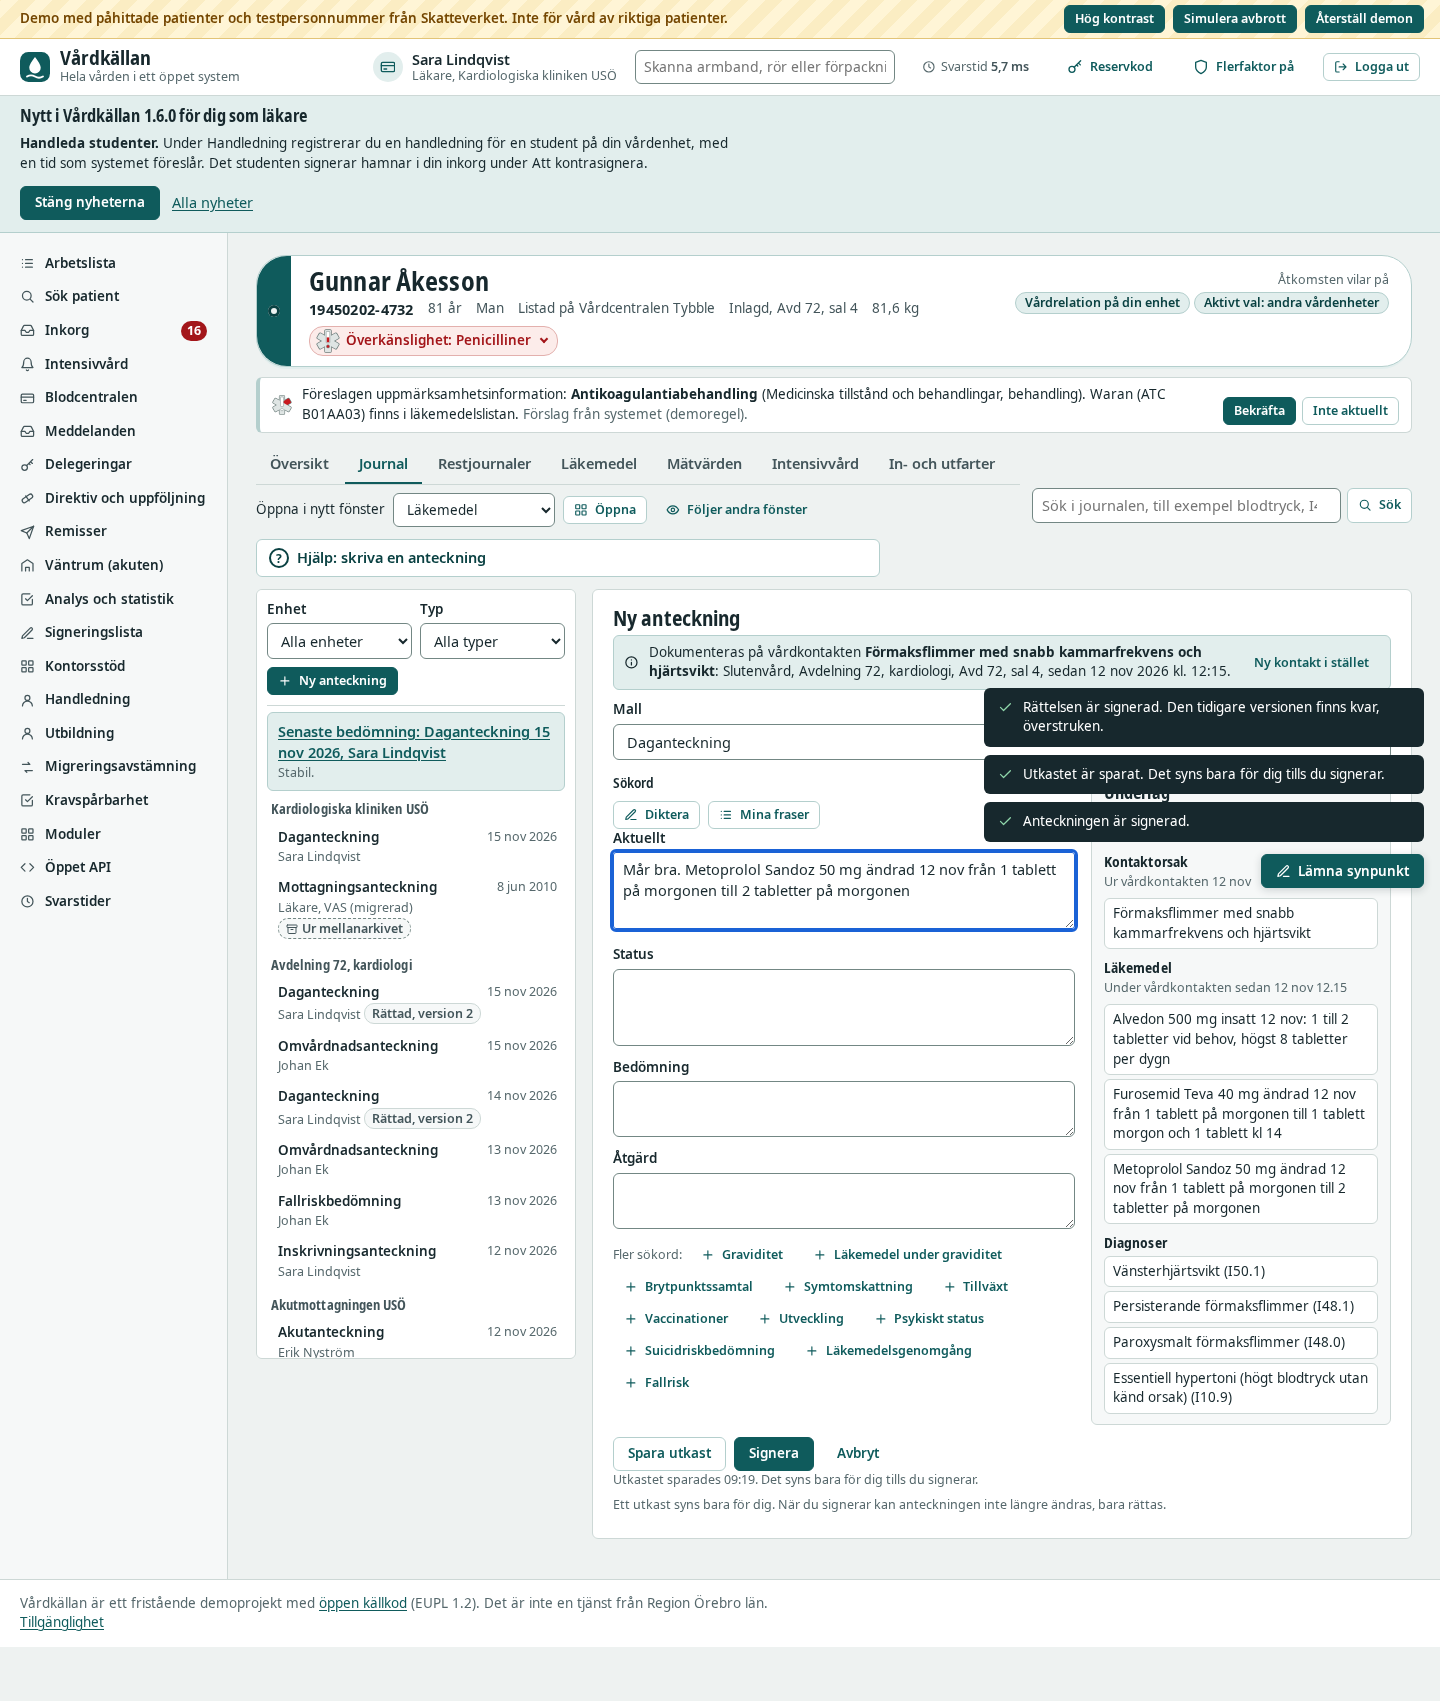 Demo med påhittade patienter och testpersonnummer från Skatteverket. Inte för vård av riktiga patienter.
Hög kontrast
Simulera avbrott
Återställ demon
Vårdkällan
Hela vården i ett öppet system
Sara Lindqvist
Läkare, Kardiologiska kliniken USÖ
Skanna armband, rör eller förpackni
Svarstid 5,7 ms
Reservkod
Flerfaktor på
Logga ut
Nytt i Vårdkällan 1.6.0 för dig som läkare
Handleda studenter. Under Handledning registrerar du en handledning för en student på din vårdenhet, med
en tid som systemet föreslår. Det studenten signerar hamnar i din inkorg under Att kontrasignera.
Stäng nyheterna
Alla nyheter
Arbetslista
Sök patient
Inkorg
16
Intensivvård
Blodcentralen
Meddelanden
Delegeringar
Direktiv och uppföljning
Remisser
Väntrum (akuten)
Analys och statistik
Signeringslista
Kontorsstöd
Handledning
Utbildning
Migreringsavstämning
Kravspårbarhet
Moduler
Öppet API
Svarstider
Gunnar Åkesson
19450202-4732 81 år Man Listad på Vårdcentralen Tybble Inlagd, Avd 72, sal 4 81,6 kg
Överkänslighet: Penicilliner
Åtkomsten vilar på
Vårdrelation på din enhet
Aktivt val: andra vårdenheter
Föreslagen uppmärksamhetsinformation: Antikoagulantiabehandling (Medicinska tillstånd och behandlingar, behandling). Waran (ATC
B01AA03) finns i läkemedelslistan. Förslag från systemet (demoregel).
Bekräfta
Inte aktuellt
Översikt
Journal
Restjournaler
Läkemedel
Mätvärden
Intensivvård
In- och utfarter
Öppna i nytt fönster
Läkemedel
Öppna
Följer andra fönster
Sök i journalen, till exempel blodtryck, I4
Sök
? Hjälp: skriva en anteckning
Enhet
Typ
Alla enheter
Alla typer
Ny anteckning
Senaste bedömning: Daganteckning 15
nov 2026, Sara Lindqvist
Stabil.
Kardiologiska kliniken USÖ
Daganteckning 15 nov 2026
Sara Lindqvist
Mottagningsanteckning 8 jun 2010
Läkare, VAS (migrerad)
Ur mellanarkivet
Avdelning 72, kardiologi
Daganteckning 15 nov 2026
Sara Lindqvist Rättad, version 2
Omvårdnadsanteckning 15 nov 2026
Johan Ek
Daganteckning 14 nov 2026
Sara Lindqvist Rättad, version 2
Omvårdnadsanteckning 13 nov 2026
Johan Ek
Fallriskbedömning 13 nov 2026
Johan Ek
Inskrivningsanteckning 12 nov 2026
Sara Lindqvist
Akutmottagningen USÖ
Akutanteckning 12 nov 2026
Erik Nyström
Ny anteckning
Dokumenteras på vårdkontakten Förmaksflimmer med snabb kammarfrekvens och
hjärtsvikt: Slutenvård, Avdelning 72, kardiologi, Avd 72, sal 4, sedan 12 nov 2026 kl. 12:15.
Ny kontakt i stället
Mall
Daganteckning
Sökord
Diktera
Mina fraser
Aktuellt
Mår bra. Metoprolol Sandoz 50 mg ändrad 12 nov från 1 tablett
på morgonen till 2 tabletter på morgonen
Status
Bedömning
Åtgärd
Fler sökord:
Graviditet
Läkemedel under graviditet
Brytpunktssamtal
Symtomskattning
Tillväxt
Vaccinationer
Utveckling
Psykiskt status
Suicidriskbedömning
Läkemedelsgenomgång
Fallrisk
Rättelsen är signerad. Den tidigare versionen finns kvar,
överstruken.
Utkastet är sparat. Det syns bara för dig tills du signerar.
Underlag
Anteckningen är signerad.
Lämna synpunkt
Kontaktorsak
Ur vårdkontakten 12 nov
Förmaksflimmer med snabb
kammarfrekvens och hjärtsvikt
Läkemedel
Under vårdkontakten sedan 12 nov 12.15
Alvedon 500 mg insatt 12 nov: 1 till 2
tabletter vid behov, högst 8 tabletter
per dygn
Furosemid Teva 40 mg ändrad 12 nov
från 1 tablett på morgonen till 1 tablett
morgon och 1 tablett kl 14
Metoprolol Sandoz 50 mg ändrad 12
nov från 1 tablett på morgonen till 2
tabletter på morgonen
Diagnoser
Vänsterhjärtsvikt (I50.1)
Persisterande förmaksflimmer (I48.1)
Paroxysmalt förmaksflimmer (I48.0)
Essentiell hypertoni (högt blodtryck utan
känd orsak) (I10.9)
Spara utkast
Signera
Avbryt
Utkastet sparades 09:19. Det syns bara för dig tills du signerar.
Ett utkast syns bara för dig. När du signerar kan anteckningen inte längre ändras, bara rättas.
Vårdkällan är ett fristående demoprojekt med öppen källkod (EUPL 1.2). Det är inte en tjänst från Region Örebro län.
Tillgänglighet